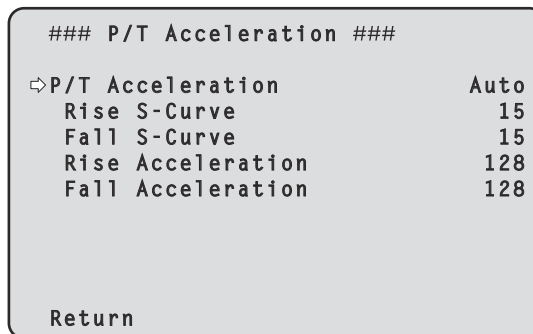 ### P/T Acceleration ###
⇨P/T Acceleration Auto
Rise S-Curve 15
Fall S-Curve 15
Rise Acceleration 128
Fall Acceleration 128
Return